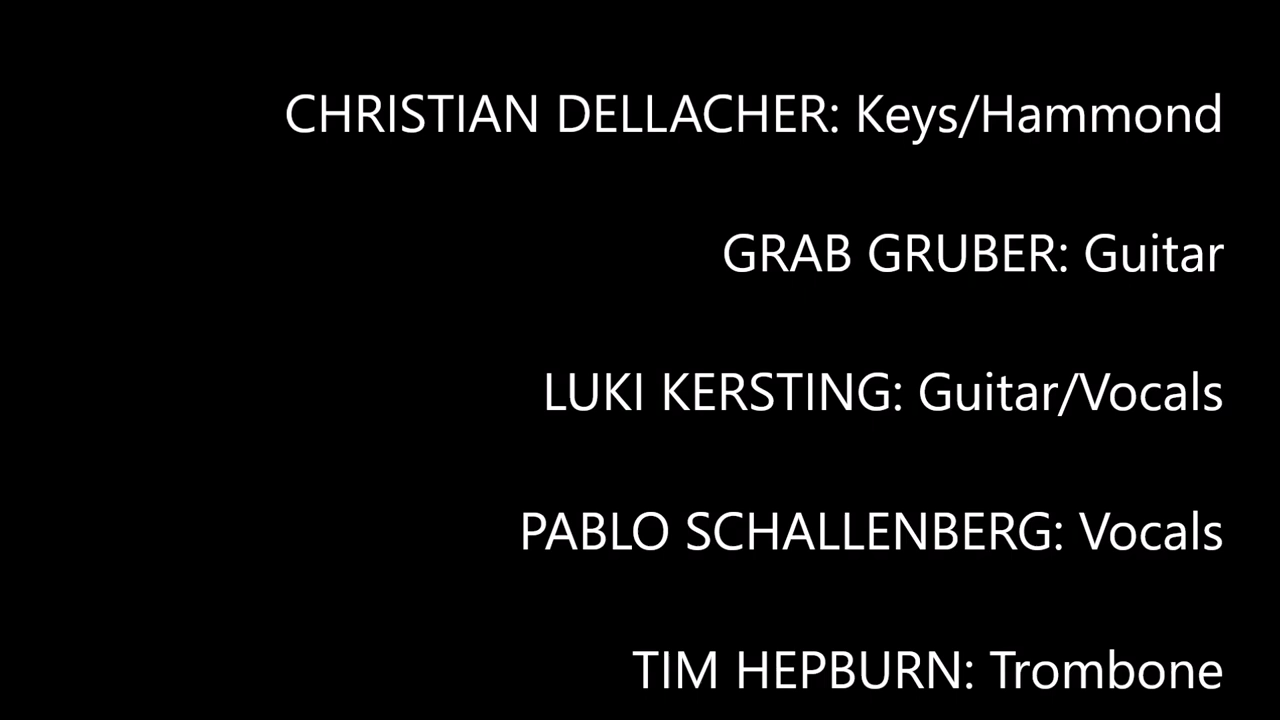 CHRISTIAN DELLACHER: Keys/Hammond
GRAB GRUBER: Guitar
LUKI KERSTING: Guitar/Vocals
PABLO SCHALLENBERG: Vocals
TIM HEPBURN: Trombone